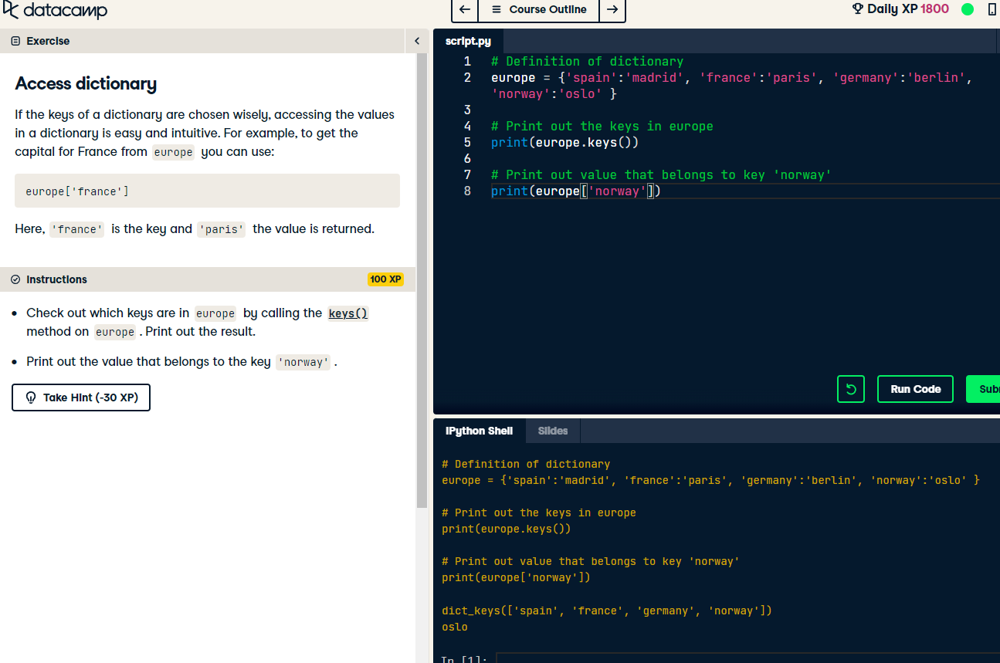 datacamp
Course Outline
Daily XP 1800
Exercise
Access dictionary
If the keys of a dictionary are chosen wisely, accessing the values
in a dictionary is easy and intuitive. For example, to get the
capital for France from europe you can use:
europe['france']
Here, 'france' is the key and 'paris' the value is returned.
Instructions
100 XP
Check out which keys are in europe by calling the keys()
method on europe . Print out the result.
Print out the value that belongs to the key 'norway' .
Take Hint (-30 XP)
script.py
1 # Definition of dictionary
2 europe = {'spain':'madrid', 'france':'paris', 'germany':'berlin',
'norway':'oslo' }
3
4 # Print out the keys in europe
5 print(europe.keys())
6
7 # Print out value that belongs to key 'norway'
8 print(europe['norway'])
Run Code
IPython Shell
Slides
# Definition of dictionary
europe = {'spain':'madrid', 'france':'paris', 'germany':'berlin', 'norway':'oslo' }
# Print out the keys in europe
print(europe.keys())
# Print out value that belongs to key 'norway'
print(europe['norway'])
dict_keys(['spain', 'france', 'germany', 'norway'])
oslo
In [1]: